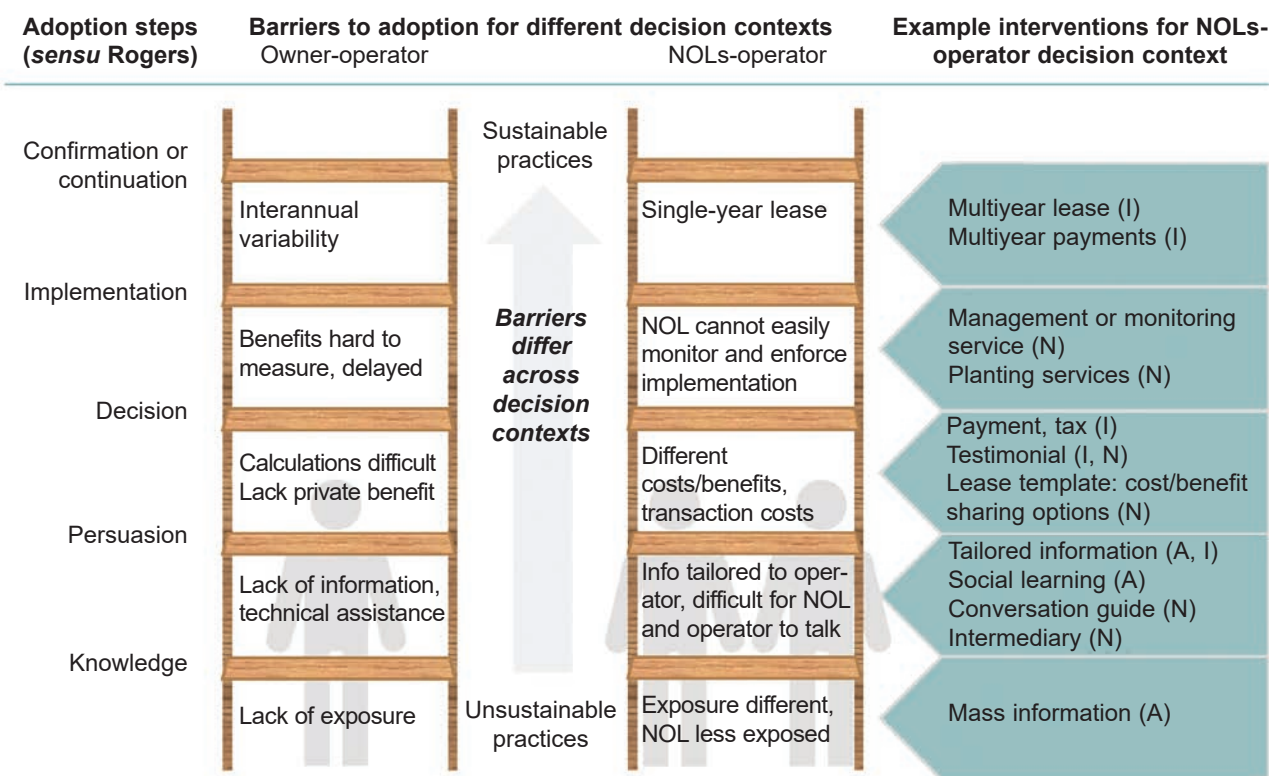 Adoption steps
(sensu Rogers)
Barriers to adoption for different decision contexts
Owner-operator
NOLs-operator
Example interventions for NOLs-
operator decision context
Confirmation or
continuation
Implementation
Decision
Persuasion
Knowledge
Interannual
variability
Benefits hard to
measure, delayed
Calculations difficult
Lack private benefit
Lack of information,
technical assistance
Lack of exposure
Sustainable
practices
Barriers
differ
across
decision
contexts
Unsustainable
practices
Single-year lease
NOL cannot easily
monitor and enforce
implementation
Different
costs/benefits,
transaction costs
Info tailored to oper-
ator, difficult for NOL
and operator to talk
Exposure different,
NOL less exposed
Multiyear lease (I)
Multiyear payments (I)
Management or monitoring
service (N)
Planting services (N)
Payment, tax (I)
Testimonial (I, N)
Lease template: cost/benefit
sharing options (N)
Tailored information (A, I)
Social learning (A)
Conversation guide (N)
Intermediary (N)
Mass information (A)